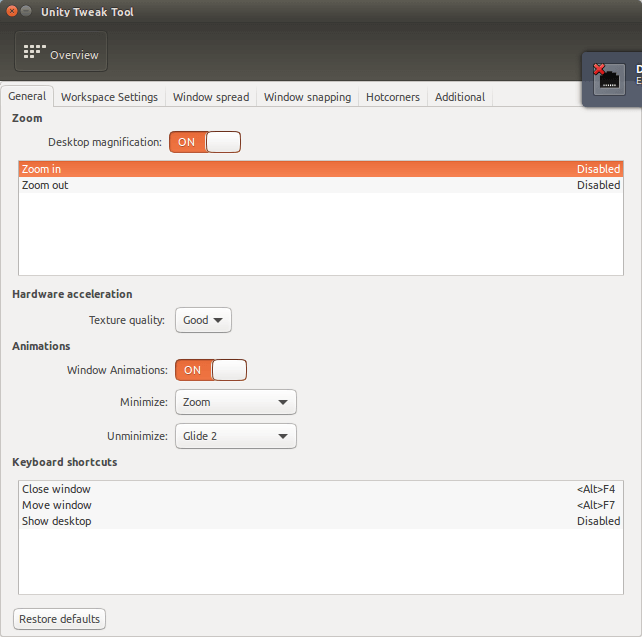 Unity Tweak Tool
Overview
D
E
General Workspace Settings Window spread Window snapping Hotcorners Additional
Zoom
Desktop magnification: ON
Zoom in Disabled
Zoom out Disabled
Hardware acceleration
Texture quality: Good
Animations
Window Animations: ON
Minimize: Zoom
Unminimize: Glide 2
Keyboard shortcuts
Close window <Alt>F4
Move window <Alt>F7
Show desktop Disabled
Restore defaults